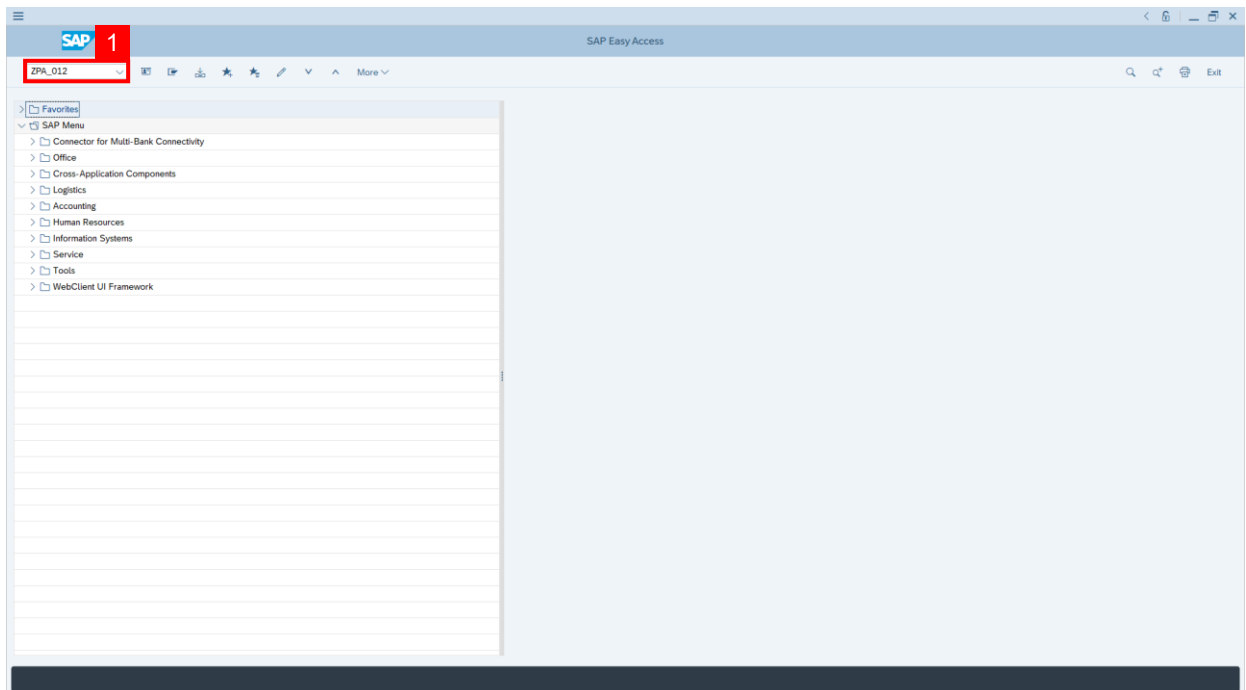 SAP 1
SAP Easy Access
ZPA_012
More
Exit
Favorites
SAP Menu
Connector for Multi-Bank Connectivity
Office
Cross-Application Components
Logistics
Accounting
Human Resources
Information Systems
Service
Tools
WebClient UI Framework